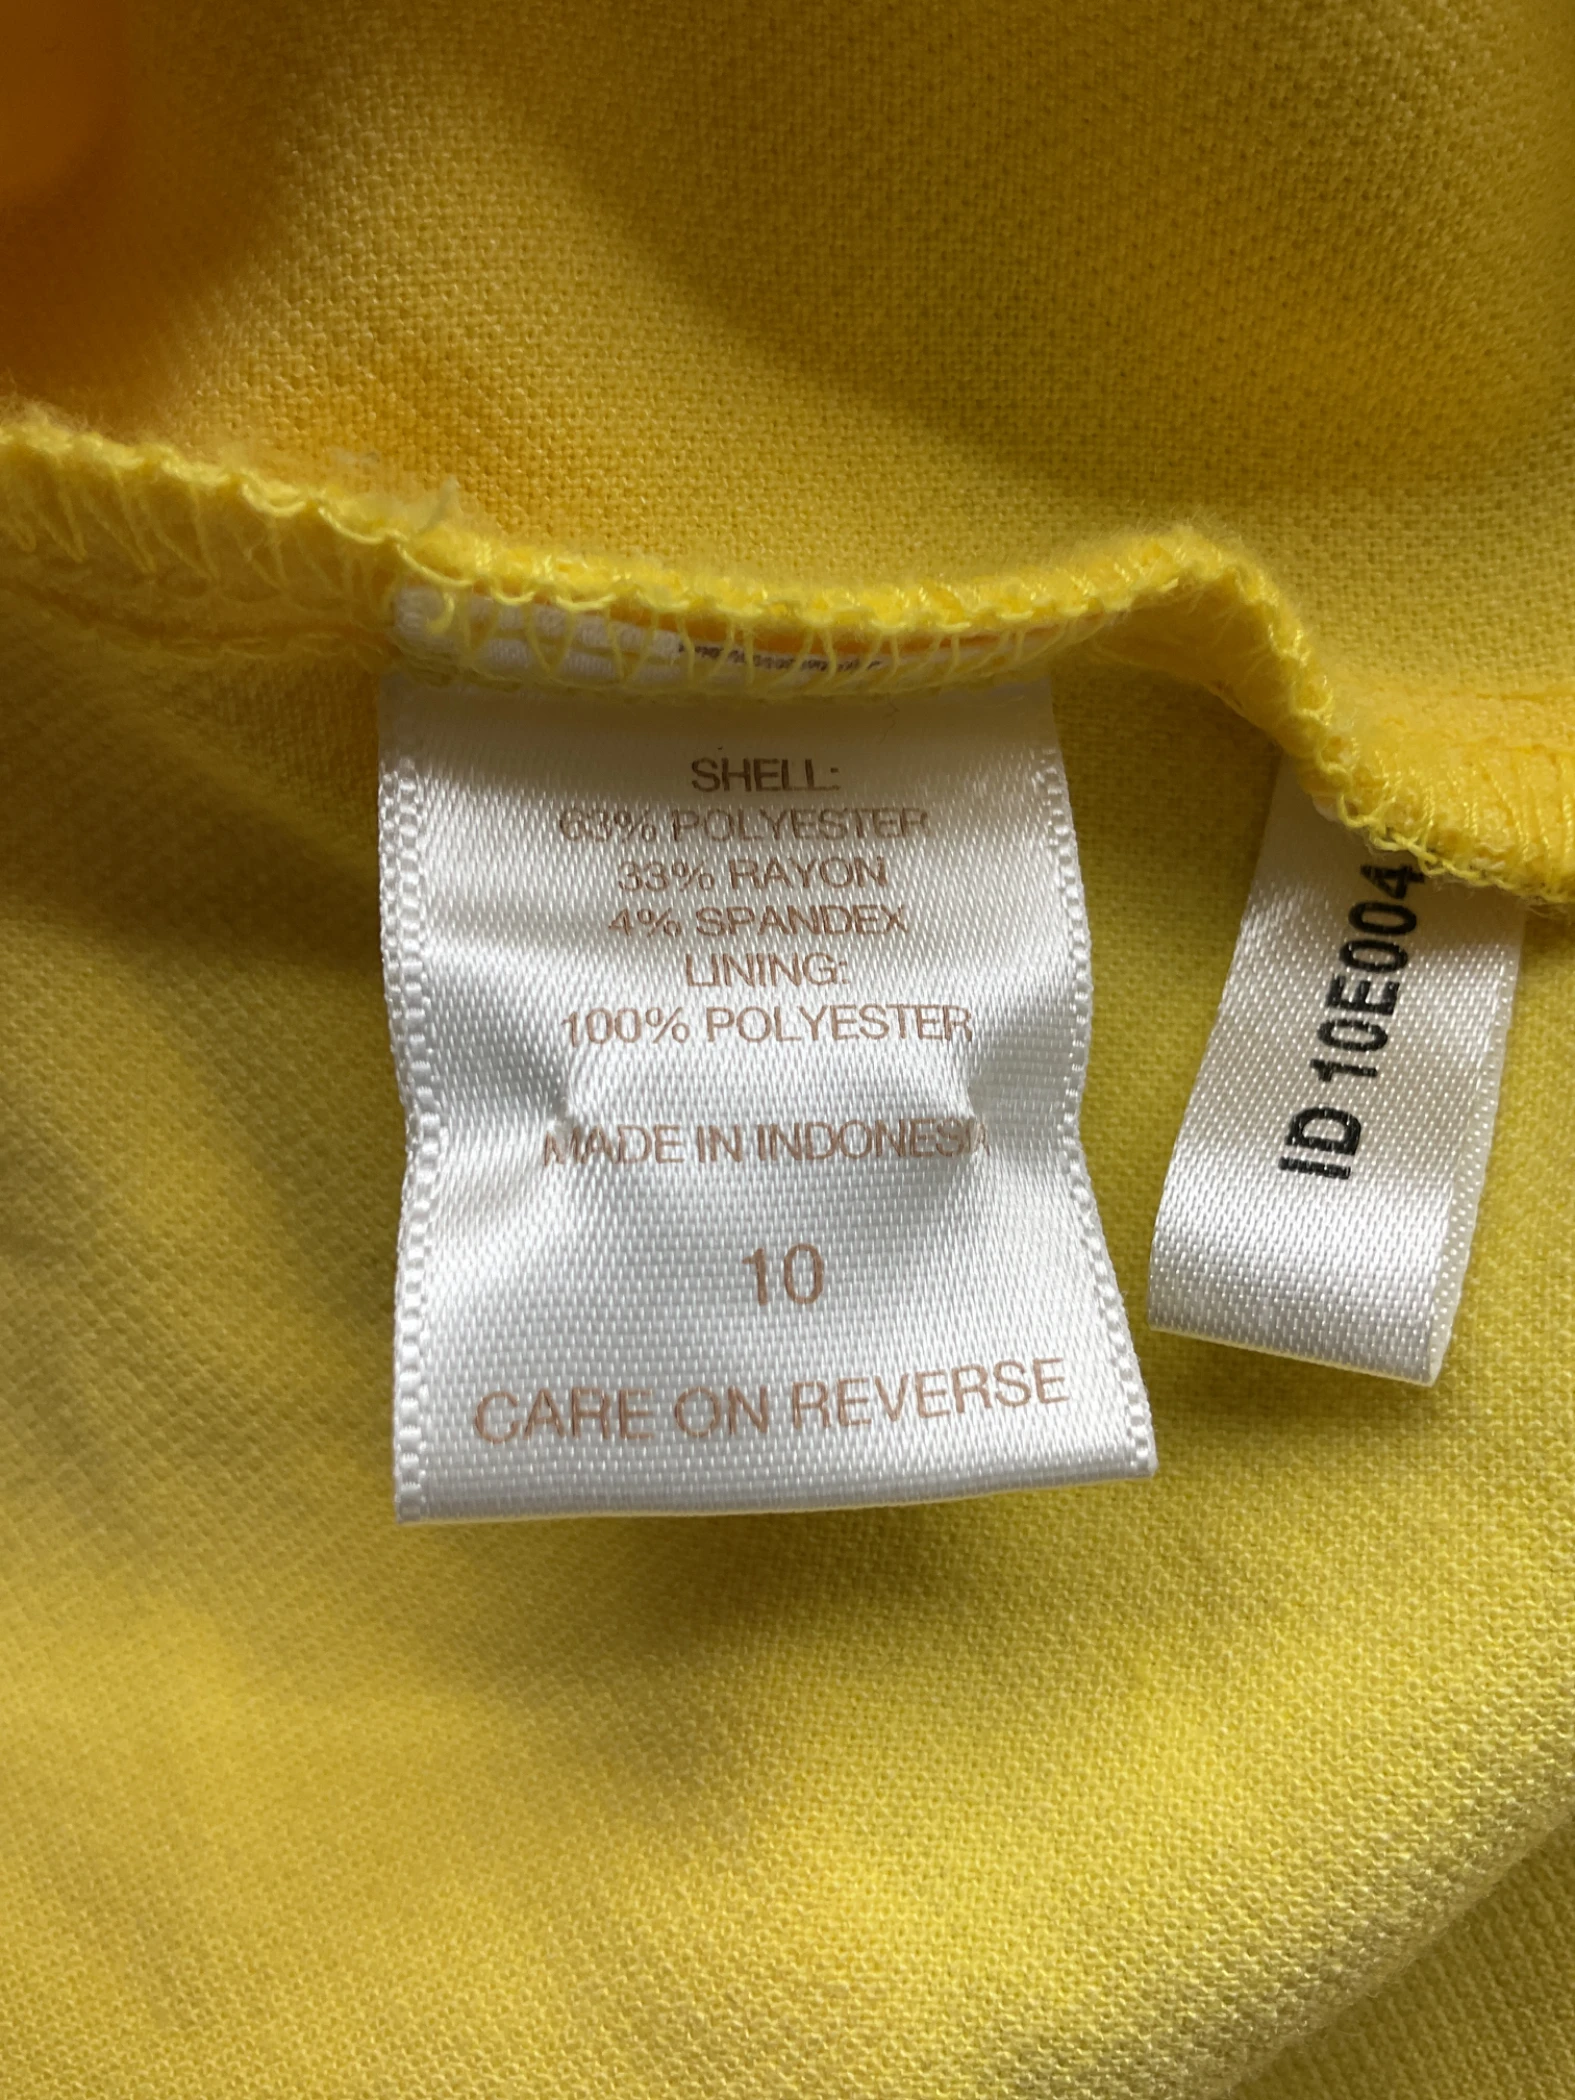 SHELL:
63% POLYESTER
33% RAYON
4% SPANDEX
LINING:
100% POLYESTER
MADE IN INDONESIA
10
CARE ON REVERSE
ID 10E004